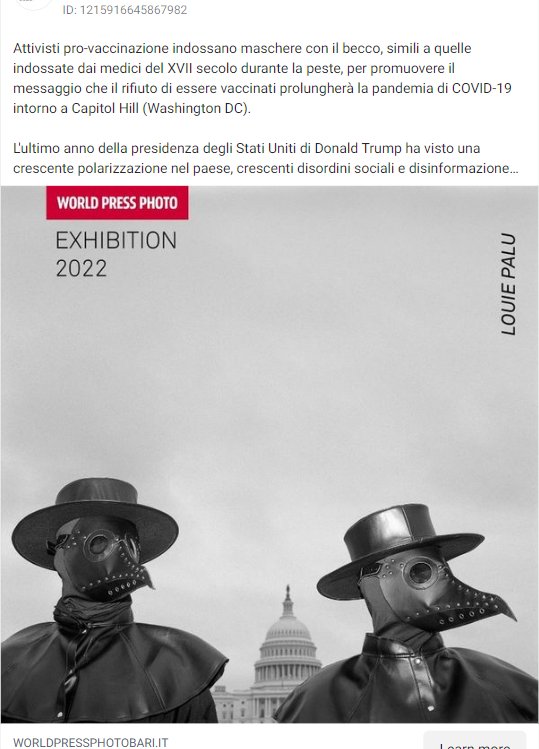 ID: 1215916645867982
Attivisti pro-vaccinazione indossano maschere con il becco, simili a quelle
indossate dai medici del XVII secolo durante la peste, per promuovere il
messaggio che il rifiuto di essere vaccinati prolungherà la pandemia di COVID-19
intorno a Capitol Hill (Washington DC).
L'ultimo anno della presidenza degli Stati Uniti di Donald Trump ha visto una
crescente polarizzazione nel paese, crescenti disordini sociali e disinformazione...
WORLD PRESS PHOTO
EXHIBITION
2022
LOUIE PALU
WORLDPRESSPHOTOBARI.IT
Learn more